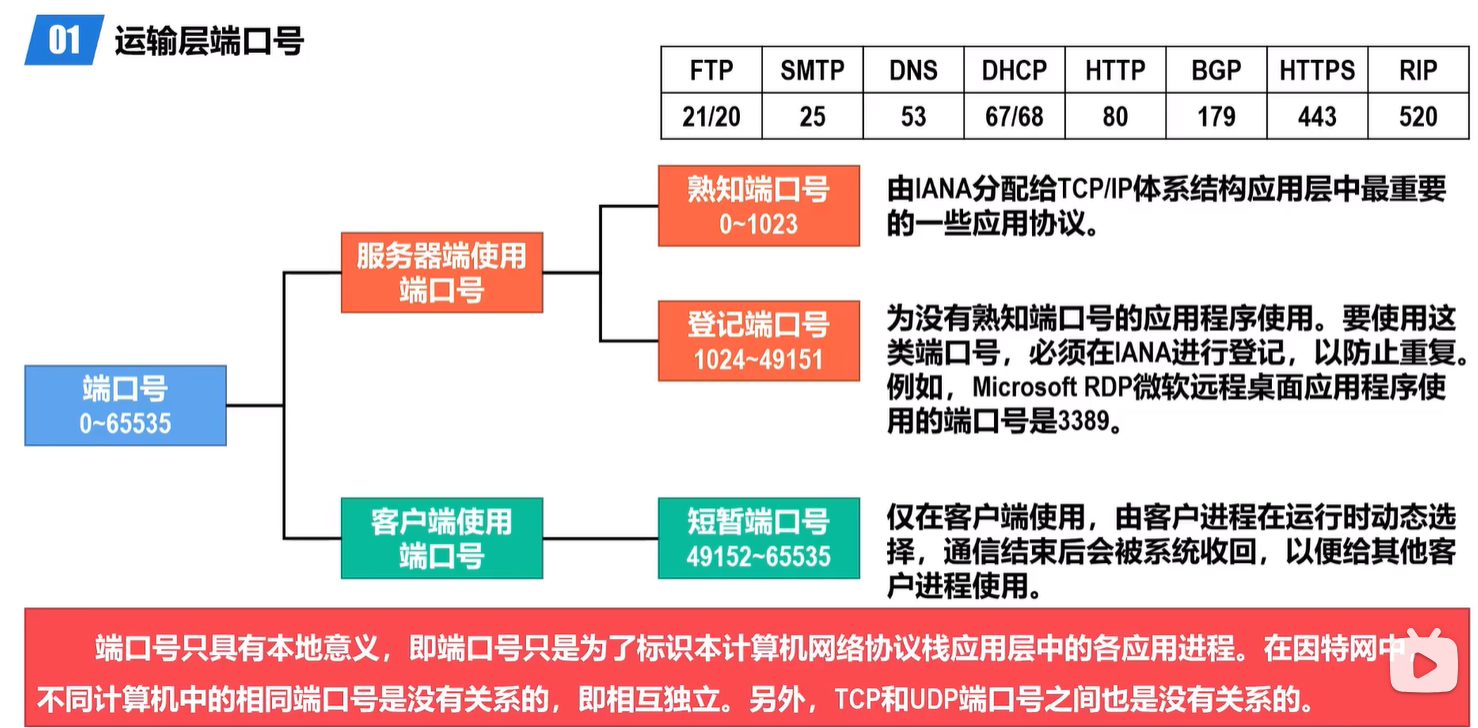 01 运输层端口号
FTP SMTP DNS DHCP HTTP BGP HTTPS RIP
21/20 25 53 67/68 80 179 443 520
端口号
0~65535
服务器端使用
端口号
熟知端口号
0~1023
由IANA分配给TCP/IP体系结构应用层中最重要
的一些应用协议。
登记端口号
1024~49151
为没有熟知端口号的应用程序使用。要使用这
类端口号，必须在IANA进行登记，以防止重复。
例如，Microsoft RDP微软远程桌面应用程序使
用的端口号是3389。
客户端使用
端口号
短暂端口号
49152~65535
仅在客户端使用，由客户进程在运行时动态选
择，通信结束后会被系统收回，以便给其他客
户进程使用。
端口号只具有本地意义，即端口号只是为了标识本计算机网络协议栈应用层中的各应用进程。在因特网中，
不同计算机中的相同端口号是没有关系的，即相互独立。另外，TCP和UDP端口号之间也是没有关系的。